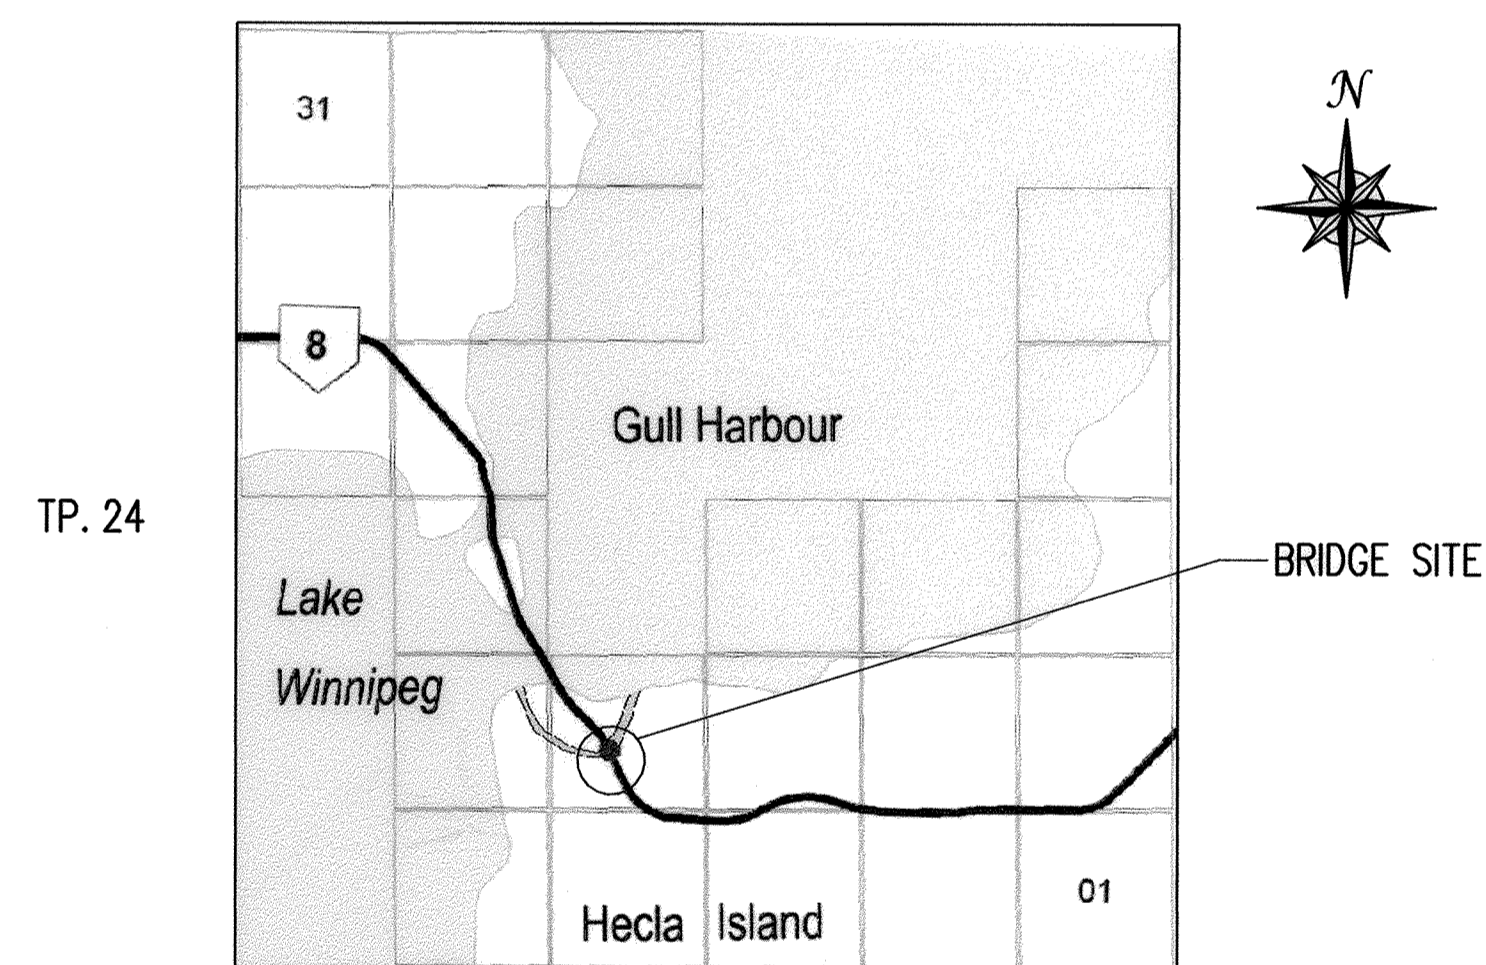 N
31
8
Gull Harbour
TP. 24
BRIDGE SITE
Lake
Winnipeg
01
Hecla Island